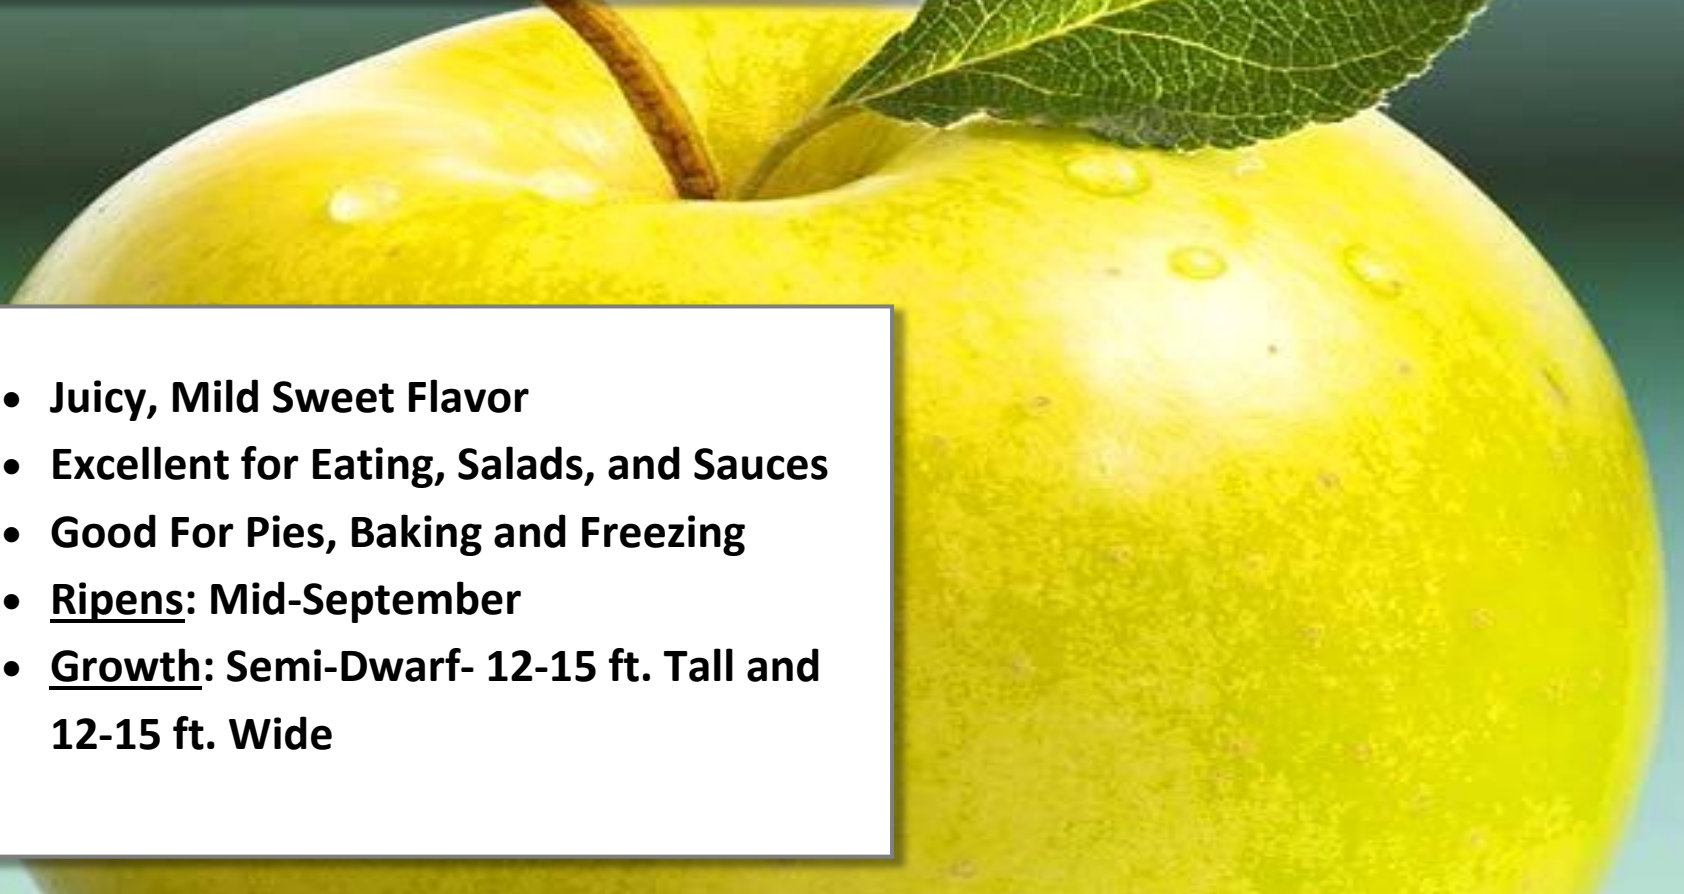 • Juicy, Mild Sweet Flavor
• Excellent for Eating, Salads, and Sauces
• Good For Pies, Baking and Freezing
• Ripens: Mid-September
• Growth: Semi-Dwarf- 12-15 ft. Tall and
12-15 ft. Wide